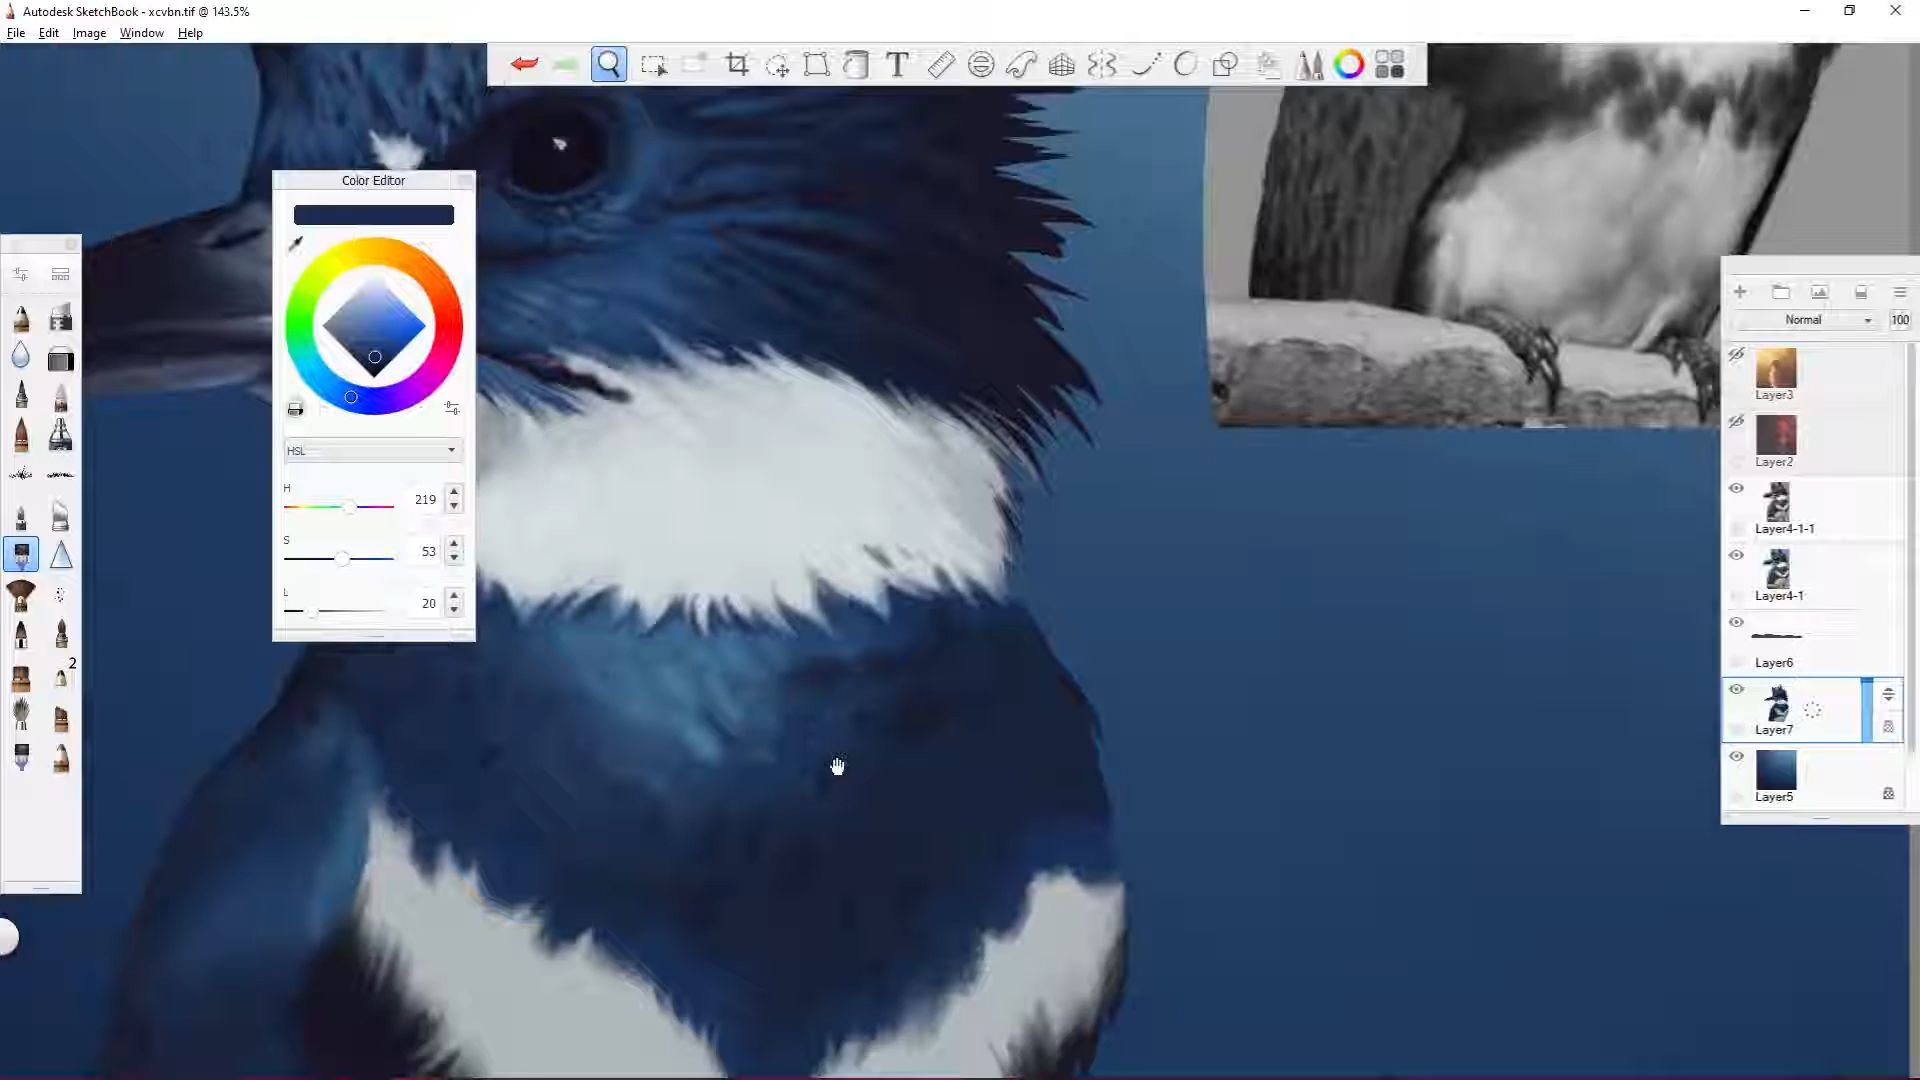 Autodesk SketchBook - xcvbn.tif @ 143.5%
File Edit Image Window Help
Color Editor
HSL
H 219
S 53
L 20
2
Normal 100
Layer3
Layer2
Layer4-1-1
Layer4-1
Layer6
Layer7
Layer5